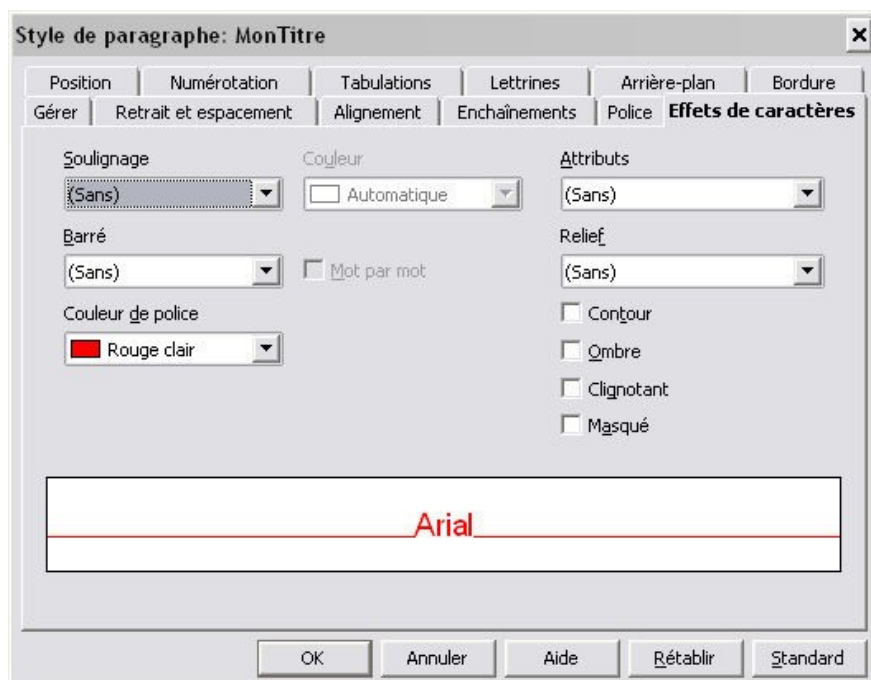 Style de paragraphe: MonTitre
Position Numérotation Tabulations Lettrines Arrière-plan Bordure
Gérer Retrait et espacement Alignement Enchaînements Police Effets de caractères
Soulignage Couleur Attributs
(Sans) Automatique (Sans)
Barré Relief
(Sans) Mot par mot (Sans)
Couleur de police Contour
Rouge clair Ombre
Clignotant
Masqué
Arial
OK Annuler Aide Rétablir Standard